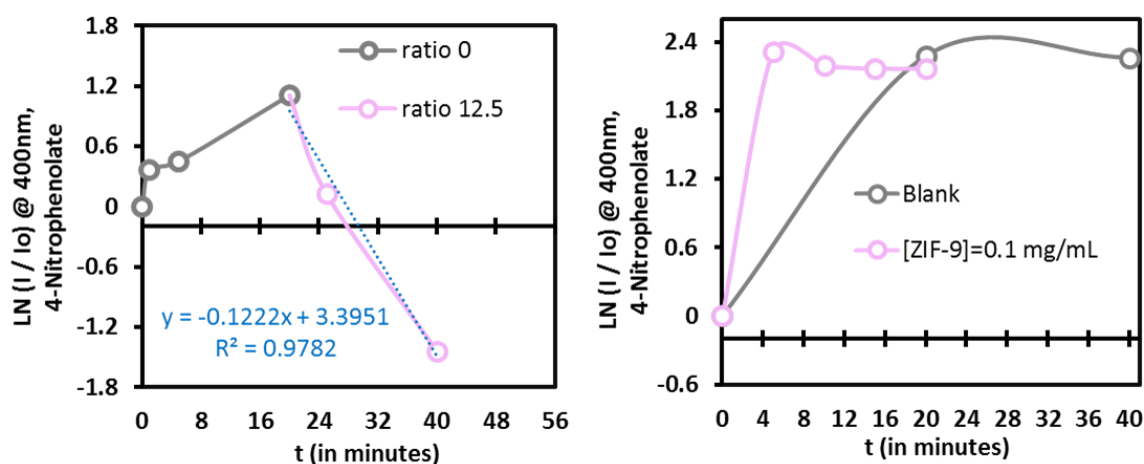 LN (I / Io) @ 400nm,
4-Nitrophenolate
1.8
1.2
0.6
0
-0.6
-1.2
-1.8
ratio 0
ratio 12.5
y = -0.1222x + 3.3951
R² = 0.9782
0 8 16 24 32 40 48 56
t (in minutes)
LN (I / Io) @ 400nm,
4-Nitrophenolate
2.4
1.8
1.2
0.6
0
-0.6
Blank
[ZIF-9]=0.1 mg/mL
0 4 8 12 16 20 24 28 32 36 40
t (in minutes)